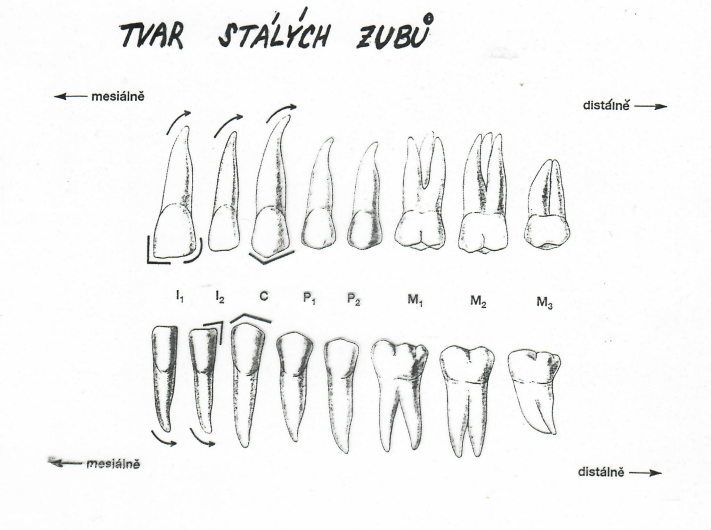 TVAR STÁLÝCH ZUBŮ
mesiálně
distálně
I1 I2 C P1 P2 M1 M2 M3
mesiálně
distálně